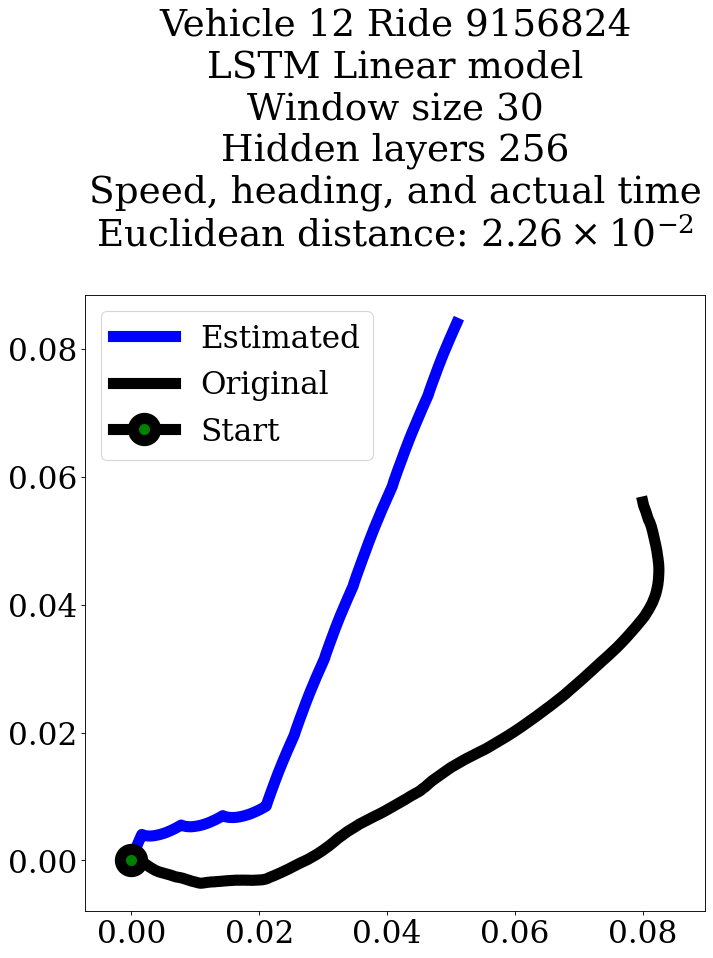 Vehicle 12 Ride 9156824
LSTM Linear model
Window size 30
Hidden layers 256
Speed, heading, and actual time
Euclidean distance: 2.26 × 10⁻²
Estimated
Original
Start
0.08
0.06
0.04
0.02
0.00
0.00 0.02 0.04 0.06 0.08